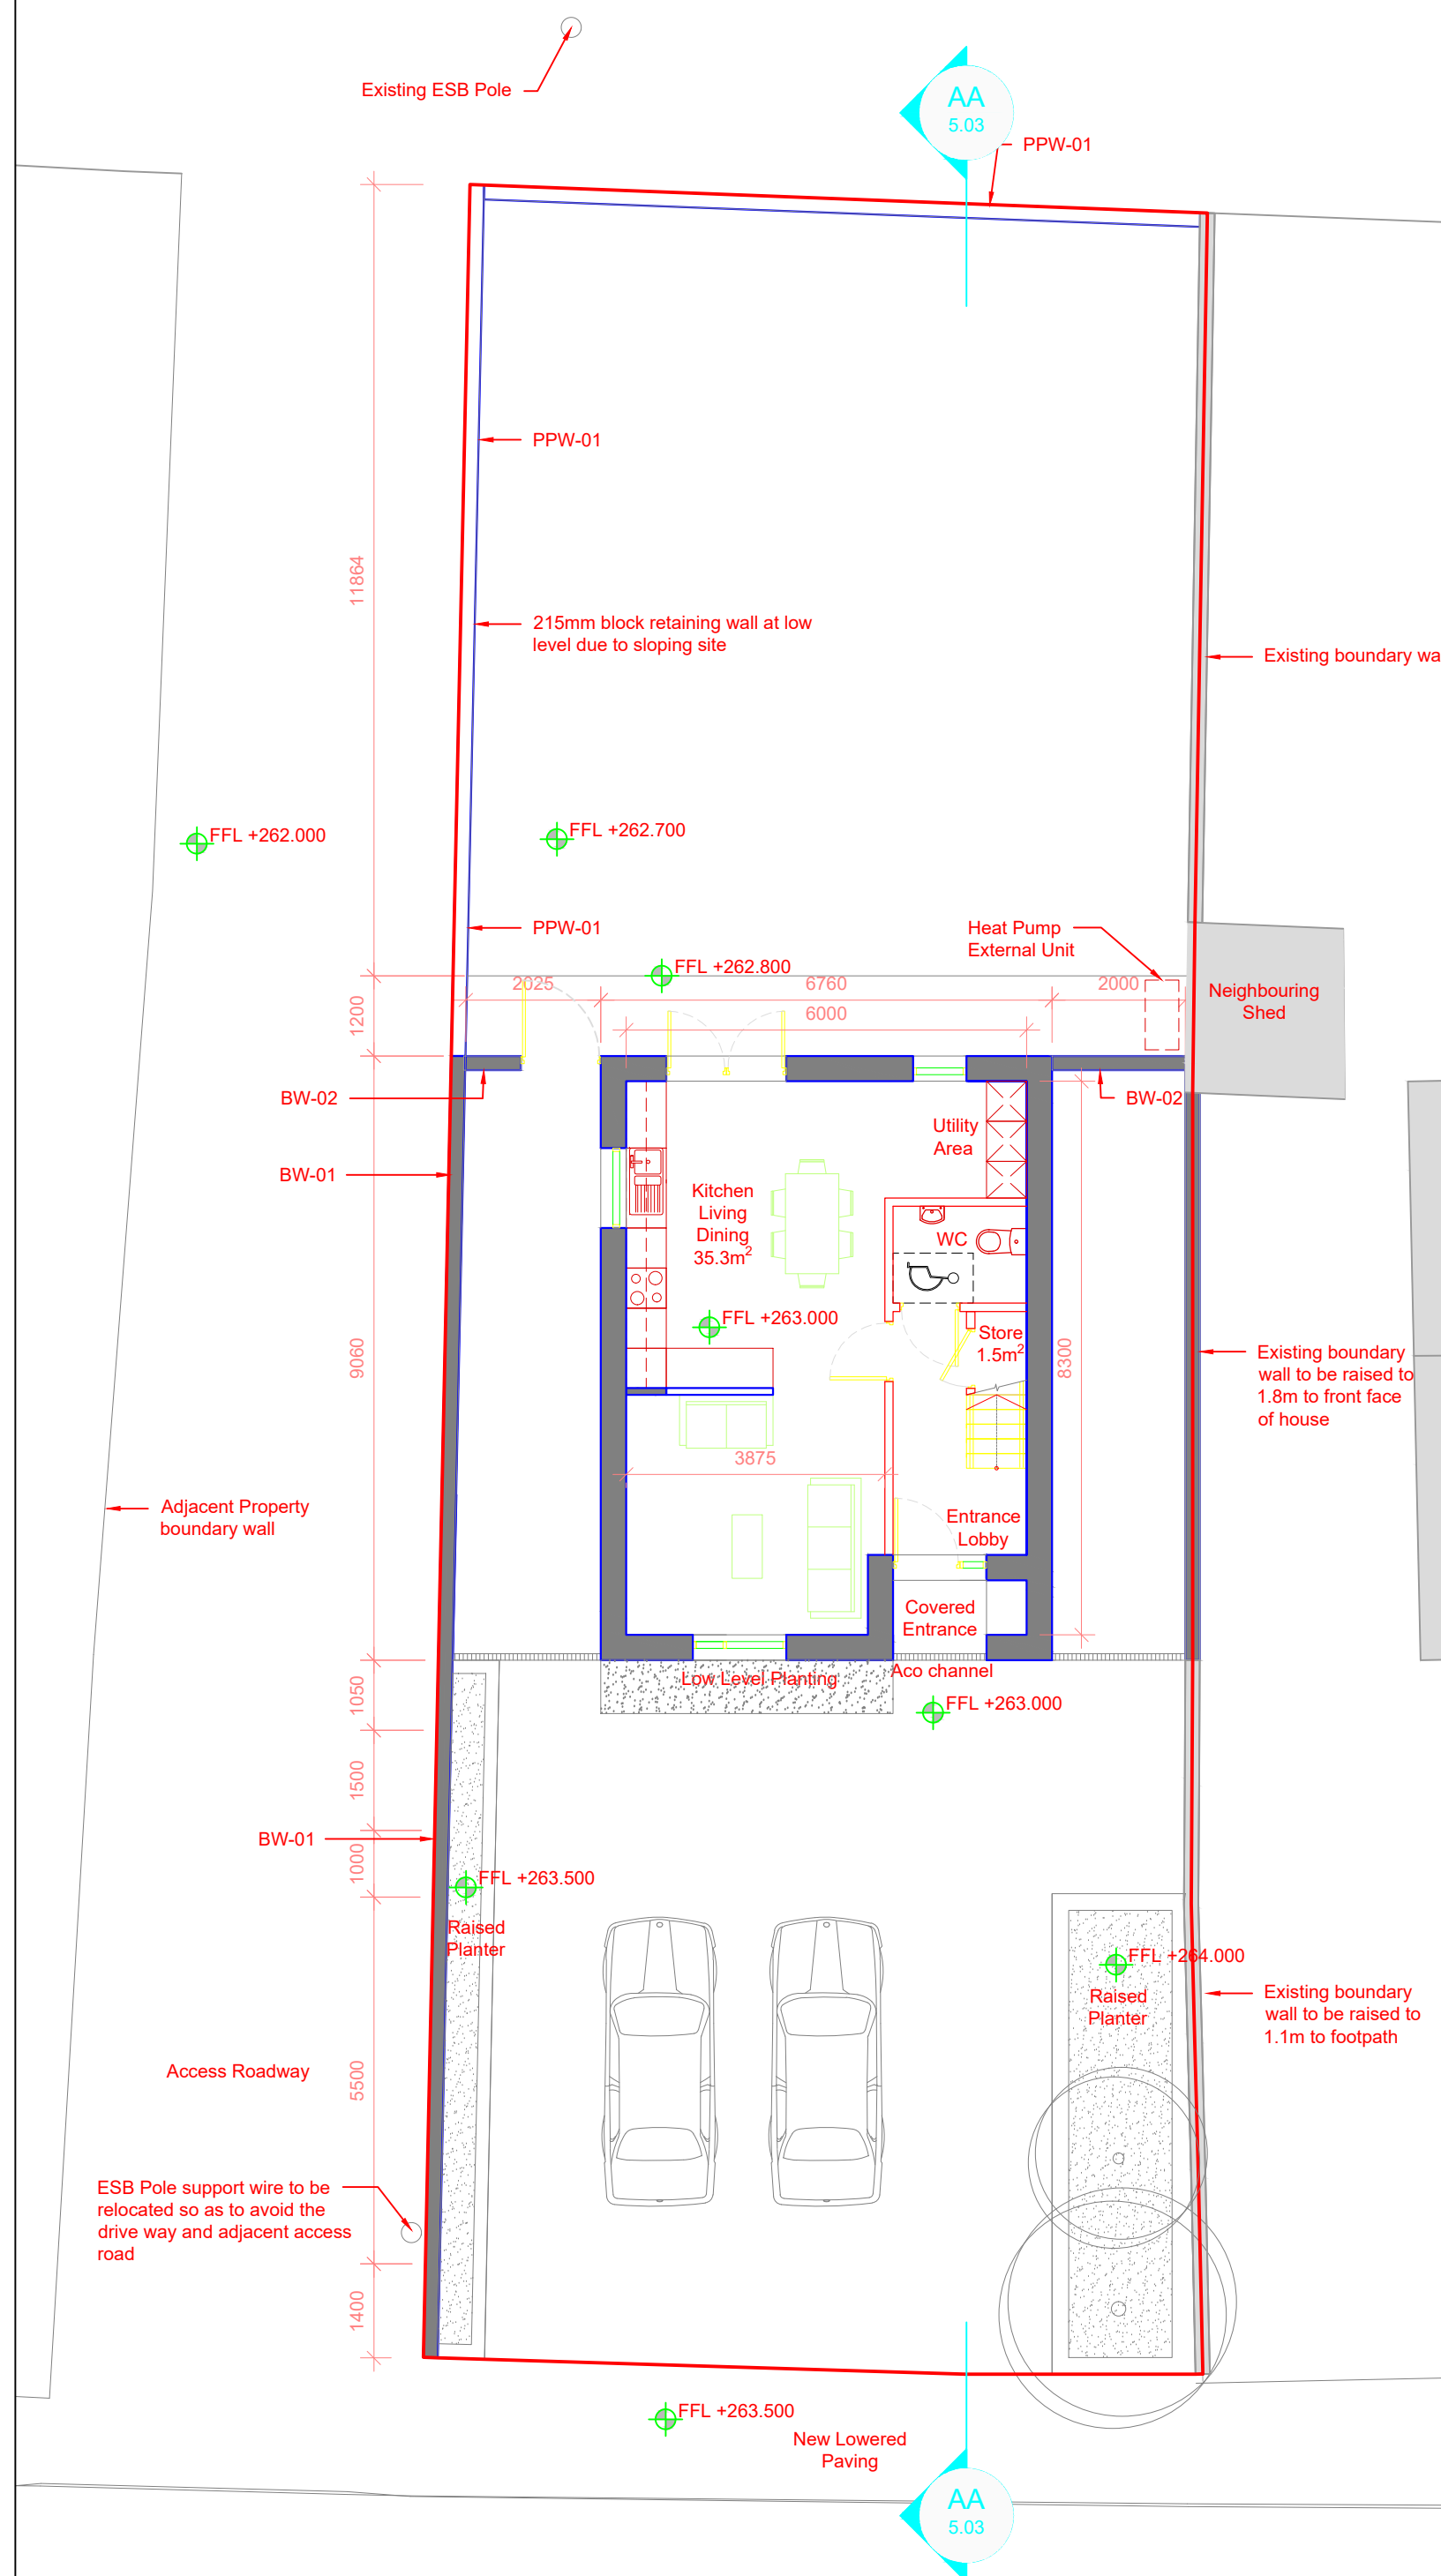 Existing ESB Pole
AA
5.03
PPW-01
11864
PPW-01
215mm block retaining wall at low
level due to sloping site
Existing boundary wa
FFL +262.000
FFL +262.700
PPW-01
Heat Pump
External Unit
FFL +262.800
2025
6760
2000
Neighbouring
Shed
1200
6000
BW-02
BW-02
Utility
Area
BW-01
Kitchen
Living
Dining
35.3m²
WC
FFL +263.000
Store
1.5m²
9060
8300
Existing boundary
wall to be raised to
1.8m to front face
of house
3875
Adjacent Property
boundary wall
Entrance
Lobby
Covered
Entrance
Low Level Planting
Aco channel
1050
FFL +263.000
1500
BW-01
1000
FFL +263.500
Raised
Planter
FFL +264.000
Raised
Planter
Existing boundary
wall to be raised to
1.1m to footpath
Access Roadway
5500
ESB Pole support wire to be
relocated so as to avoid the
drive way and adjacent access
road
1400
FFL +263.500
New Lowered
Paving
AA
5.03